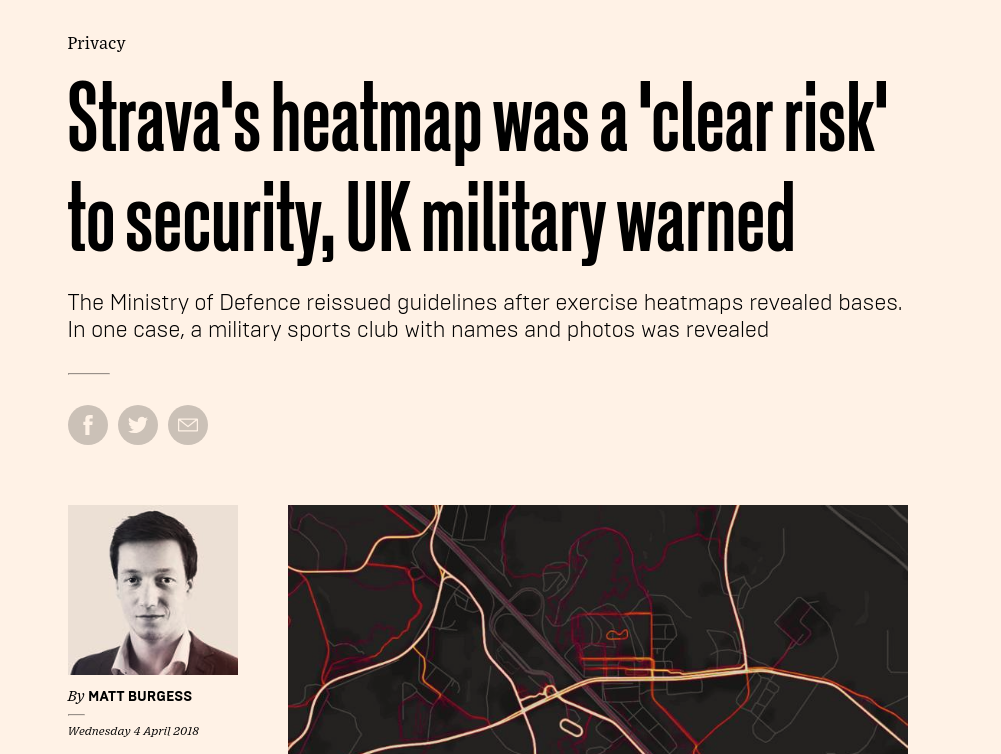 Privacy
Strava's heatmap was a 'clear risk'
to security, UK military warned
The Ministry of Defence reissued guidelines after exercise heatmaps revealed bases.
In one case, a military sports club with names and photos was revealed
By MATT BURGESS
Wednesday 4 April 2018